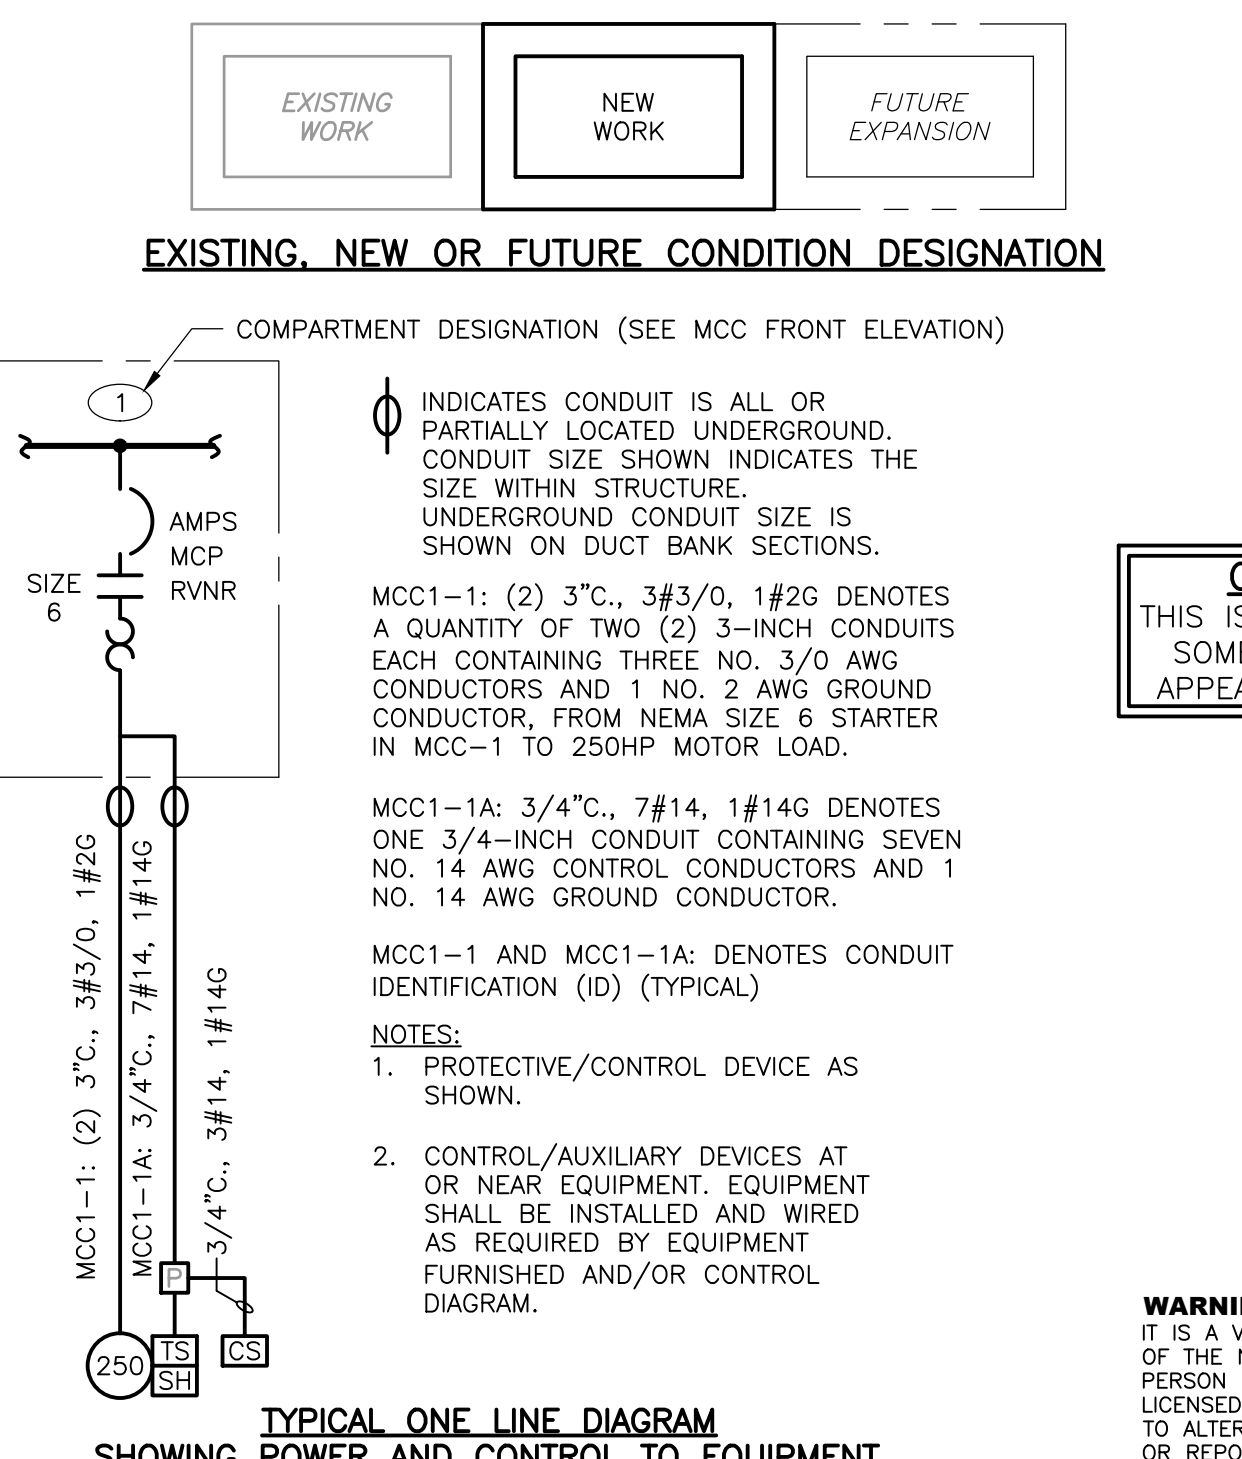 EXISTING
WORK
NEW
WORK
FUTURE
EXPANSION
EXISTING, NEW OR FUTURE CONDITION DESIGNATION
COMPARTMENT DESIGNATION (SEE MCC FRONT ELEVATION)
1
AMPS
MCP
RVNR
SIZE
6
INDICATES CONDUIT IS ALL OR
PARTIALLY LOCATED UNDERGROUND.
CONDUIT SIZE SHOWN INDICATES THE
SIZE WITHIN STRUCTURE.
UNDERGROUND CONDUIT SIZE IS
SHOWN ON DUCT BANK SECTIONS.
MCC1-1: (2) 3"C., 3#3/0, 1#2G DENOTES
A QUANTITY OF TWO (2) 3-INCH CONDUITS
EACH CONTAINING THREE NO. 3/0 AWG
CONDUCTORS AND 1 NO. 2 AWG GROUND
CONDUCTOR, FROM NEMA SIZE 6 STARTER
IN MCC-1 TO 250HP MOTOR LOAD.
MCC1-1A: 3/4"C., 7#14, 1#14G DENOTES
ONE 3/4-INCH CONDUIT CONTAINING SEVEN
NO. 14 AWG CONTROL CONDUCTORS AND 1
NO. 14 AWG GROUND CONDUCTOR.
MCC1-1 AND MCC1-1A: DENOTES CONDUIT
IDENTIFICATION (ID) (TYPICAL)
NOTES:
1. PROTECTIVE/CONTROL DEVICE AS
SHOWN.
2. CONTROL/AUXILIARY DEVICES AT
OR NEAR EQUIPMENT. EQUIPMENT
SHALL BE INSTALLED AND WIRED
AS REQUIRED BY EQUIPMENT
FURNISHED AND/OR CONTROL
DIAGRAM.
MCC1-1: (2) 3"C., 3#3/0, 1#2G
MCC1-1A: 3/4"C., 7#14, 1#14G
3/4"C., 3#14, 1#14G
P
250
TS
SH
CS
TYPICAL ONE LINE DIAGRAM
SHOWING POWER AND CONTROL TO EQUIPMENT
THIS IS
IT IS A
OF THE
PERSON
LICENSED
TO ALTER
OR